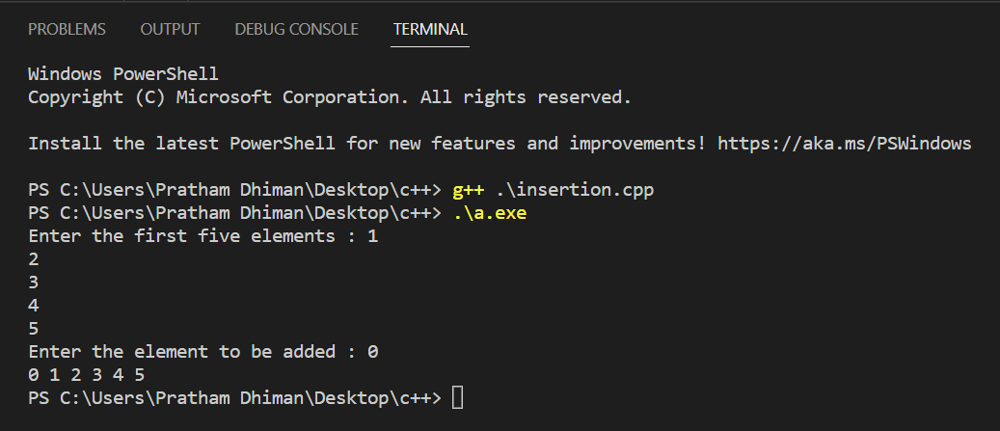 PROBLEMS OUTPUT DEBUG CONSOLE TERMINAL
Windows PowerShell
Copyright (C) Microsoft Corporation. All rights reserved.
Install the latest PowerShell for new features and improvements! https://aka.ms/PSWindows
PS C:\Users\Pratham Dhiman\Desktop\c++> g++ .\insertion.cpp
PS C:\Users\Pratham Dhiman\Desktop\c++> .\a.exe
Enter the first five elements : 1
2
3
4
5
Enter the element to be added : 0
0 1 2 3 4 5
PS C:\Users\Pratham Dhiman\Desktop\c++>